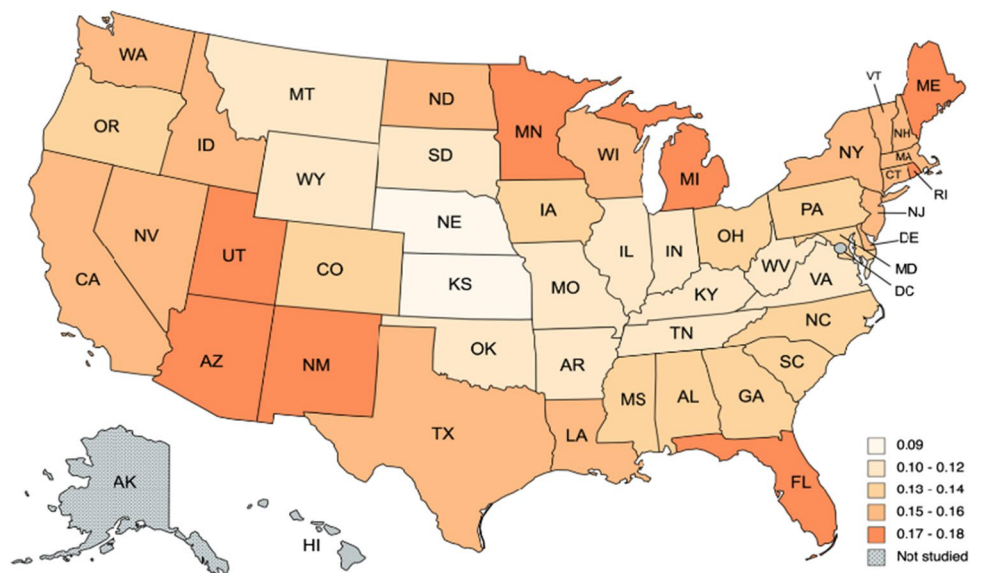 WA
MT
ND
MN
VT
ME
OR
ID
SD
WI
MI
NY
NH
MA
CT
RI
WY
NE
IA
PA
NJ
NV
UT
CO
KS
IL
IN
OH
DE
MD
DC
CA
MO
WV
VA
KY
AZ
NM
OK
AR
TN
NC
SC
MS
AL
GA
TX
LA
FL
AK
HI
0.09
0.10 - 0.12
0.13 - 0.14
0.15 - 0.16
0.17 - 0.18
Not studied